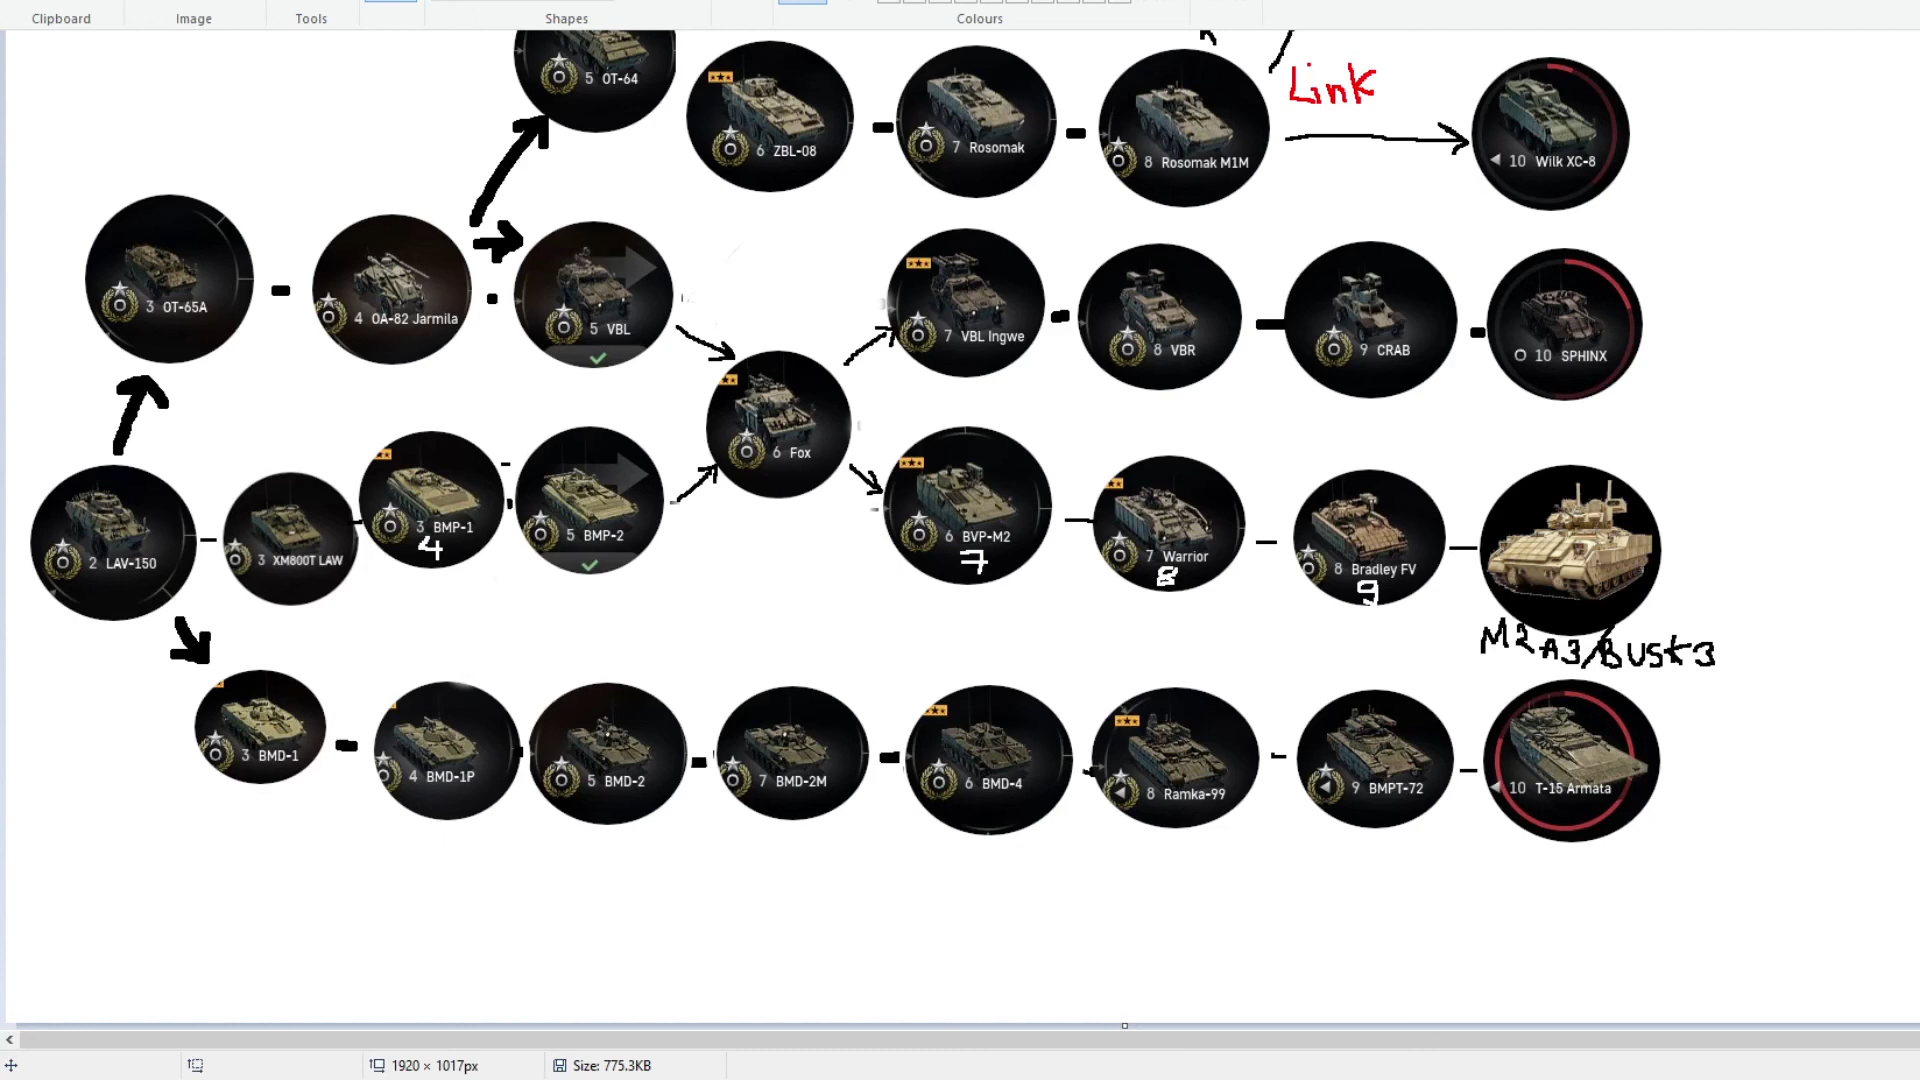 Clipboard
Image
Tools
Shapes
Colours
5 OT-64
6 ZBL-08
7 Rosomak
8 Rosomak M1M
Link
10 Wilk XC-8
3 OT-65A
4 OA-82 Jarmila
5 VBL
7 VBL Ingwe
8 VBR
9 CRAB
10 SPHINX
6 Fox
2 LAV-150
3 XM800T LAW
3 BMP-1
4
5 BMP-2
6 BVP-M2
7
7 Warrior
8
8 Bradley FV
9
M2A3/BUSK3
3 BMD-1
4 BMD-1P
5 BMD-2
7 BMD-2M
6 BMD-4
8 Ramka-99
9 BMPT-72
10 T-15 Armata
1920 × 1017px
Size: 775.3KB